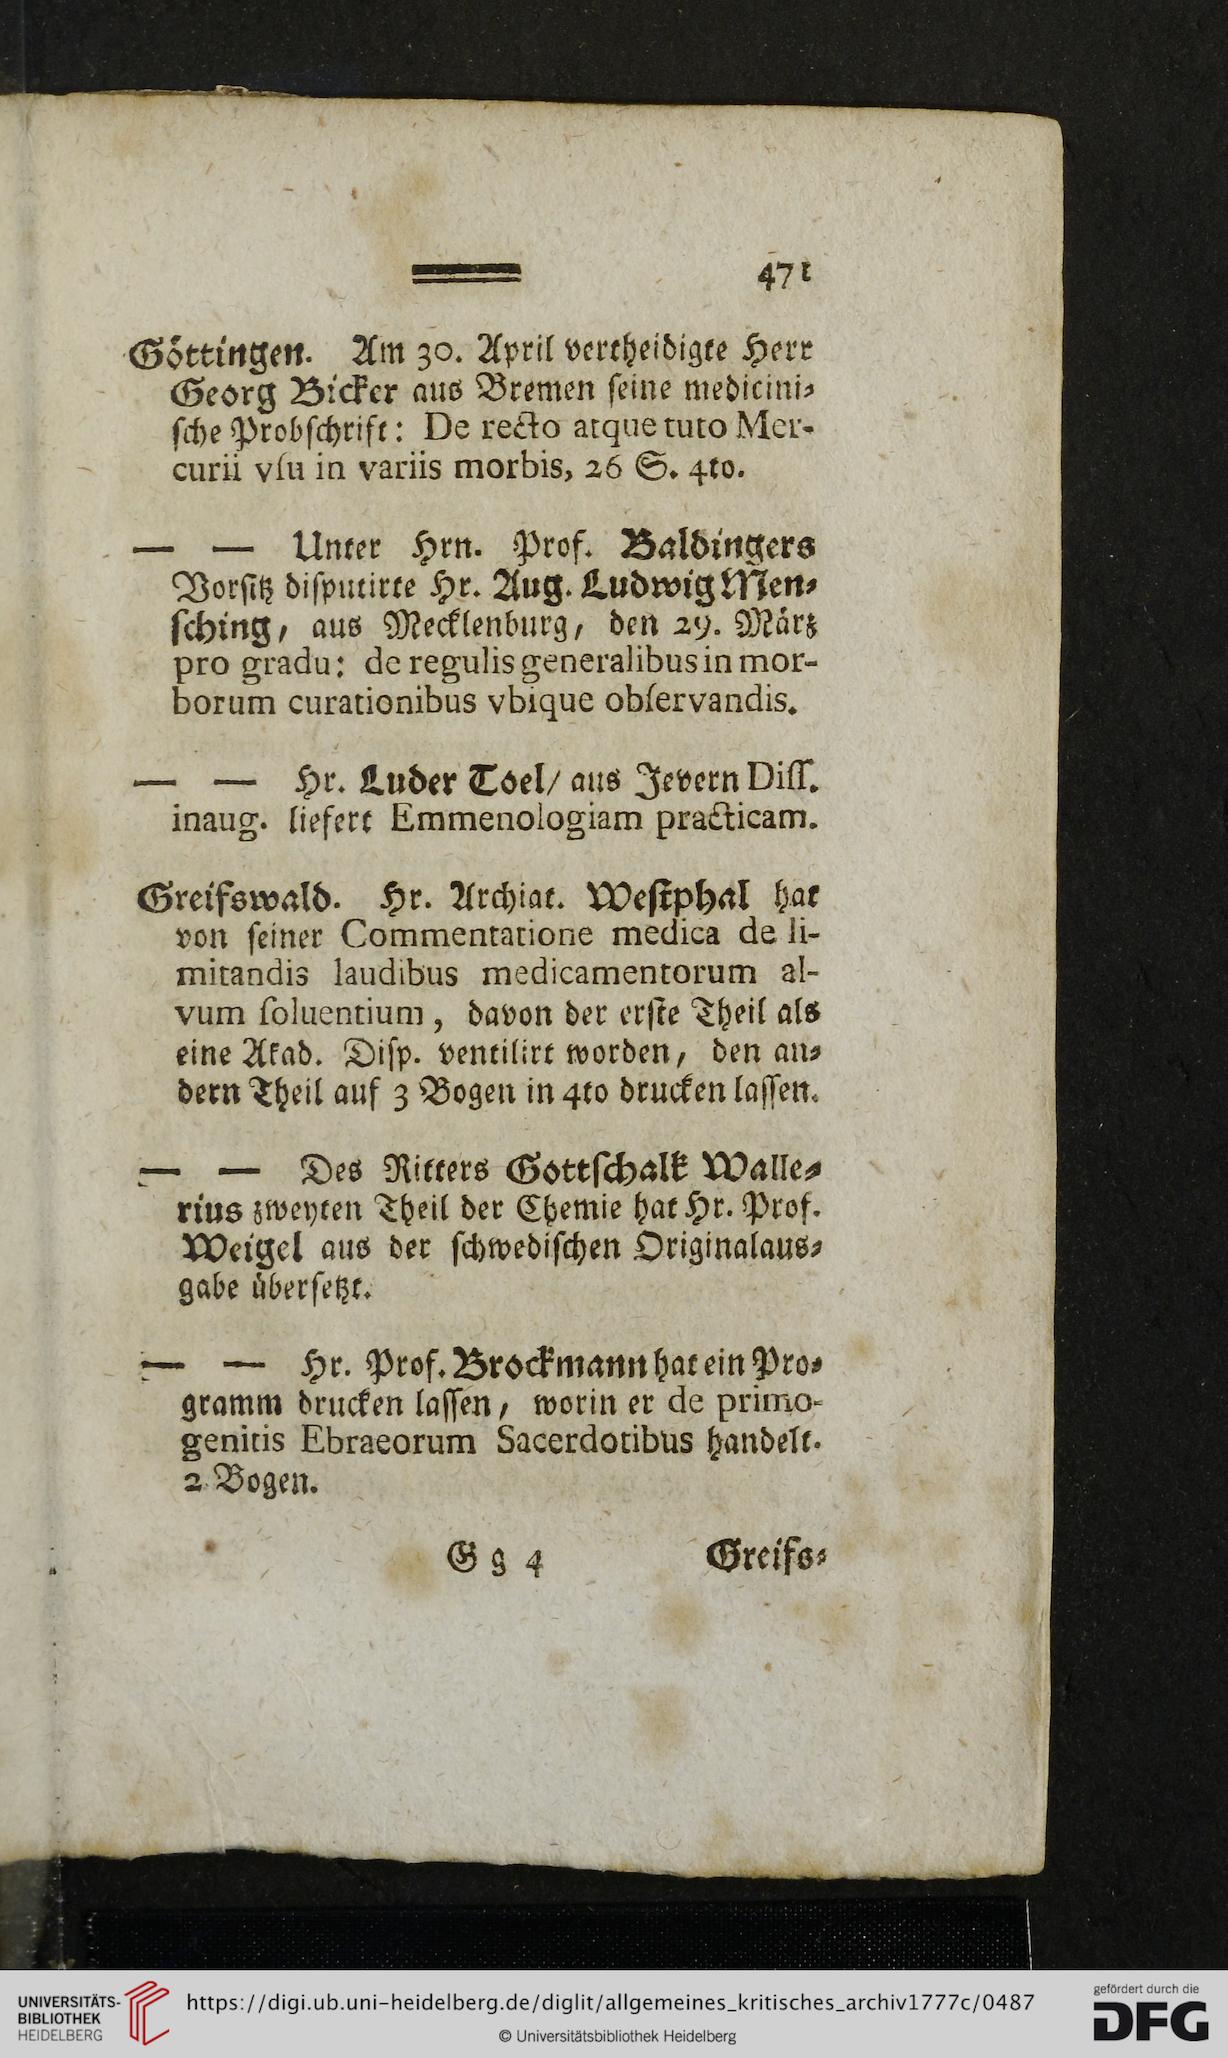 471
Göttingen. Am 30. April vertheidigte Herr
Georg Bicker aus Bremen seine medicini-
sche Probschrift: De recto atque tuto Mer-
curii vſu in variis morbis, 26 S. 4to.
— — Unter Hrn. Prof. Baldingers
Vorsitz disputirte Hr. Aug. Ludwig Men-
sching, aus Mecklenburg, den 29. März
pro gradu: de regulis generalibus in mor-
borum curationibus vbique obſervandis.
— — Hr. Luder Toel/ aus Jevern Diſſ.
inaug. liefert Emmenologiam practicam.
Greifswald. Hr. Archiat. Westphal hat
von seiner Commentatione medica de li-
mitandis laudibus medicamentorum al-
vum ſoluentium, davon der erste Theil als
eine Akad. Disp. ventilirt worden, den an-
dern Theil auf 3 Bogen in 4to drucken lassen.
— — Des Ritters Gottschalk Walle-
rius zweyten Theil der Chemie hat Hr. Prof.
Weigel aus der schwedischen Originalaus-
gabe übersetzt.
— — Hr. Prof. Brockmann hat ein Pro-
gramm drucken lassen, worin er de primo-
genitis Ebraeorum Sacerdotibus handelt.
2 Bogen.
G g 4 Greifs-
UNIVERSITÄTS-
BIBLIOTHEK
HEIDELBERG
https://digi.ub.uni-heidelberg.de/diglit/allgemeines_kritisches_archiv1777c/0487
© Universitätsbibliothek Heidelberg
gefördert durch die
DFG